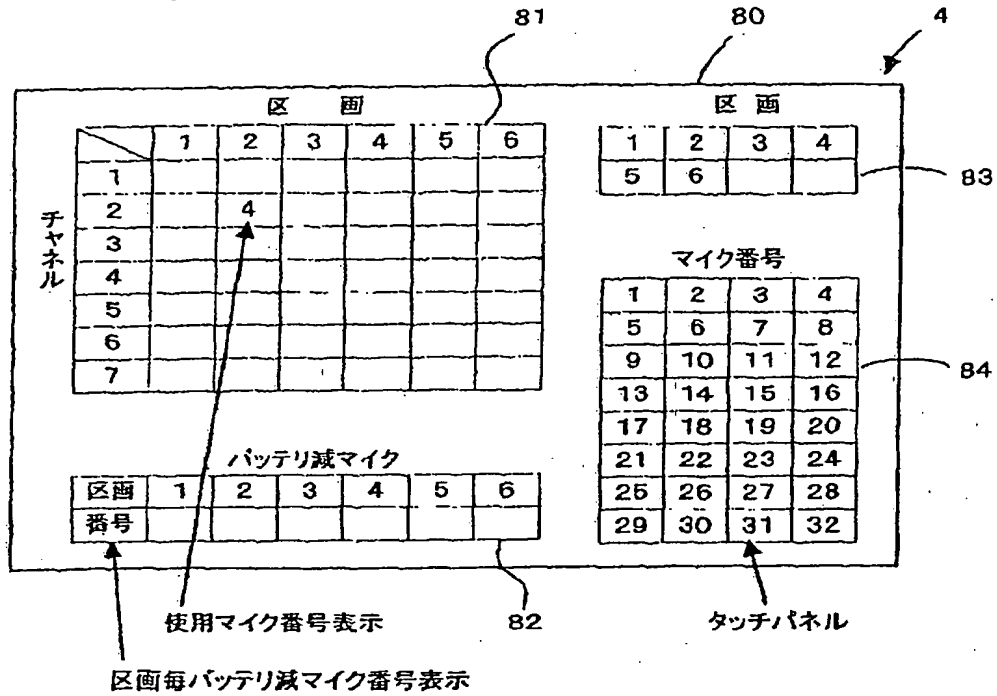 81 80 4
区画 区画
1 2 3 4 5 6 1 2 3 4
1 5 6 83
2 4
チャネル
3 マイク番号
4 1 2 3 4
5 5 6 7 8
6 9 10 11 12 84
7 13 14 15 16
17 18 19 20
バッテリ減マイク 21 22 23 24
区画 1 2 3 4 5 6 25 26 27 28
番号 29 30 31 32
使用マイク番号表示 82 タッチパネル
区画毎バッテリ減マイク番号表示